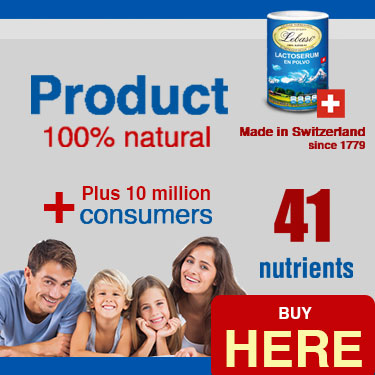 Lebasi
LACTOSERUM
EN POLVO
Product
100% natural
Made in Switzerland
since 1779
+ Plus 10 million
consumers
41
nutrients
BUY
HERE